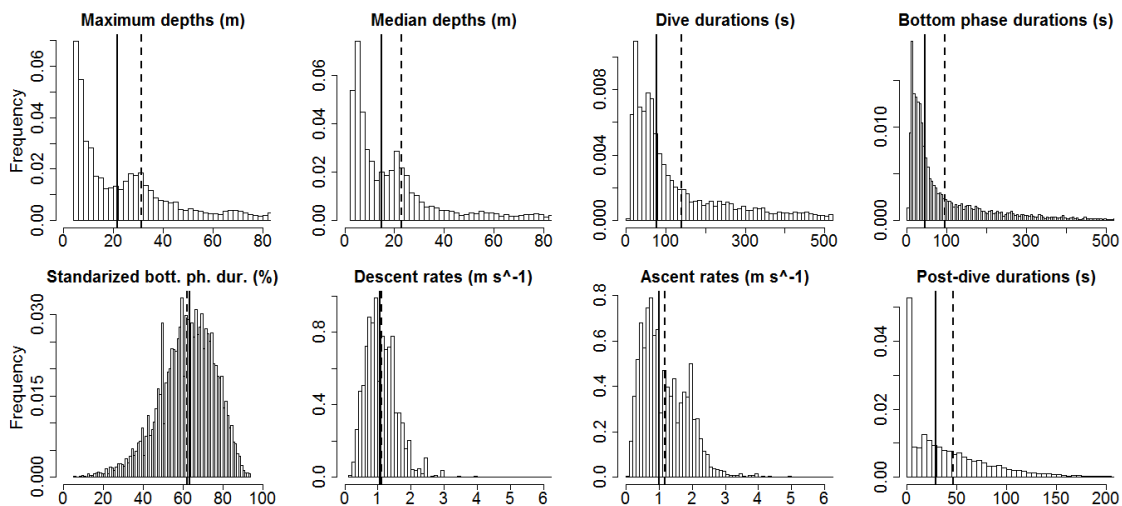 Maximum depths (m)
Median depths (m)
Dive durations (s)
Bottom phase durations (s)
Frequency
0.00 0.02 0.04 0.06
0 20 40 60 80
0.00 0.02 0.04 0.06
0 20 40 60 80
0.000 0.004 0.008
0 100 300 500
0.000 0.010
0 100 300 500
Standarized bott. ph. dur. (%)
Descent rates (m s^-1)
Ascent rates (m s^-1)
Post-dive durations (s)
Frequency
0.000 0.015 0.030
0 20 40 60 80 100
0.0 0.4 0.8
0 1 2 3 4 5 6
0.0 0.2 0.4 0.6 0.8
0 1 2 3 4 5 6
0.00 0.02 0.04
0 50 100 150 200